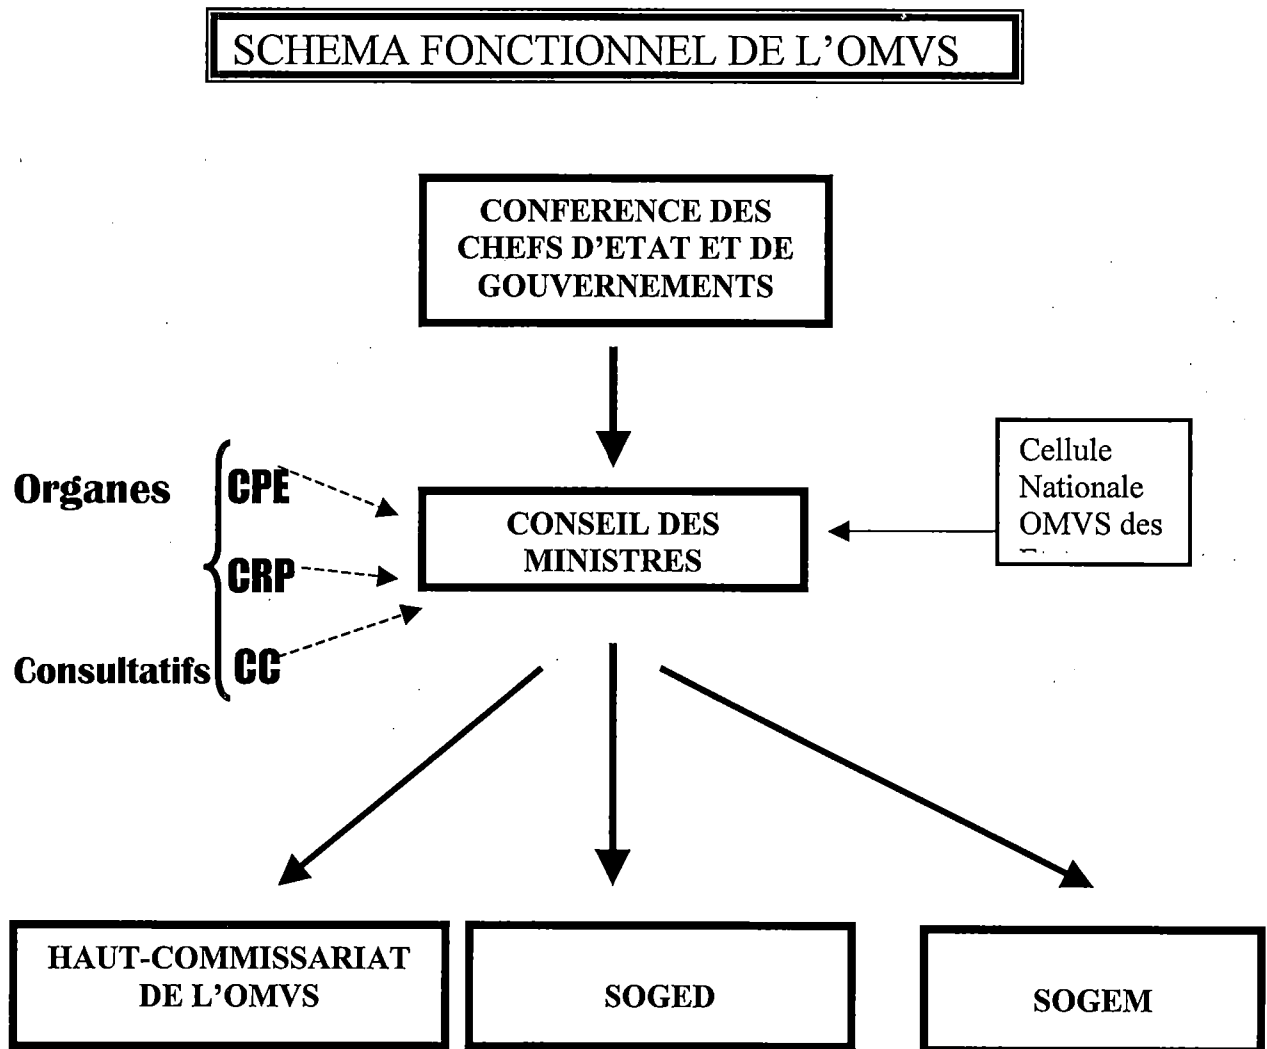 SCHEMA FONCTIONNEL DE L'OMVS
CONFERENCE DES
CHEFS D'ETAT ET DE
GOUVERNEMENTS
Organes
CPE
CRP
Consultatifs
CC
CONSEIL DES
MINISTRES
Cellule
Nationale
OMVS des
HAUT-COMMISSARIAT
DE L'OMVS
SOGED
SOGEM